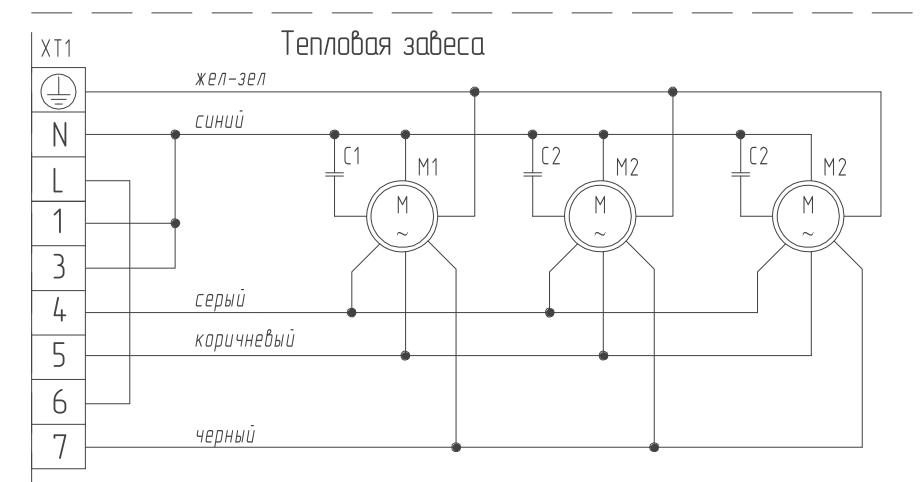 Тепловая завеса
XT1
жел-зел
N
синий
L
C1
M1
C2
M2
C2
M2
1
M
~
M
~
M
~
3
4
серый
5
коричневый
6
7
черный